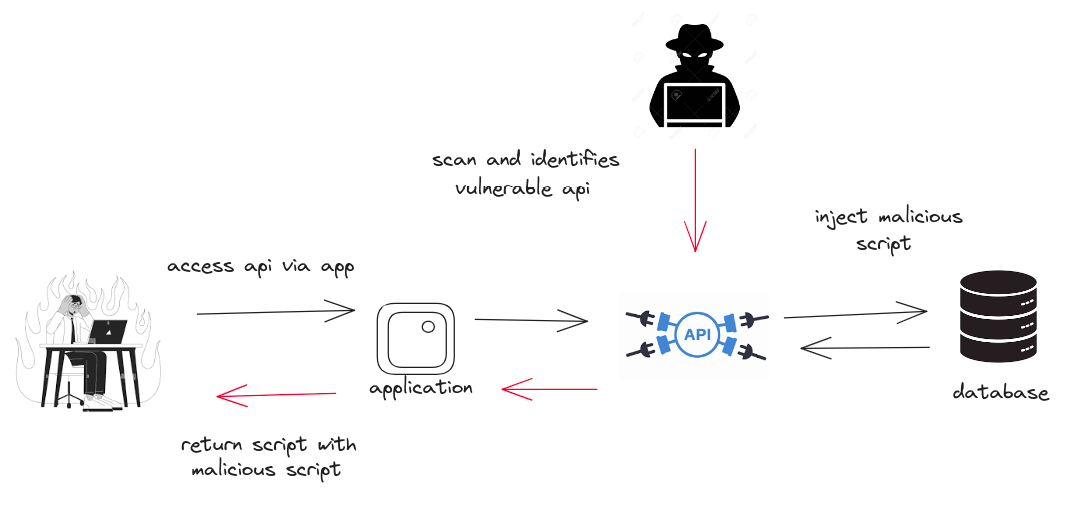 scan and identifies
vulnerable api
inject malicious
script
access api via app
API
application
database
return script with
malicious script